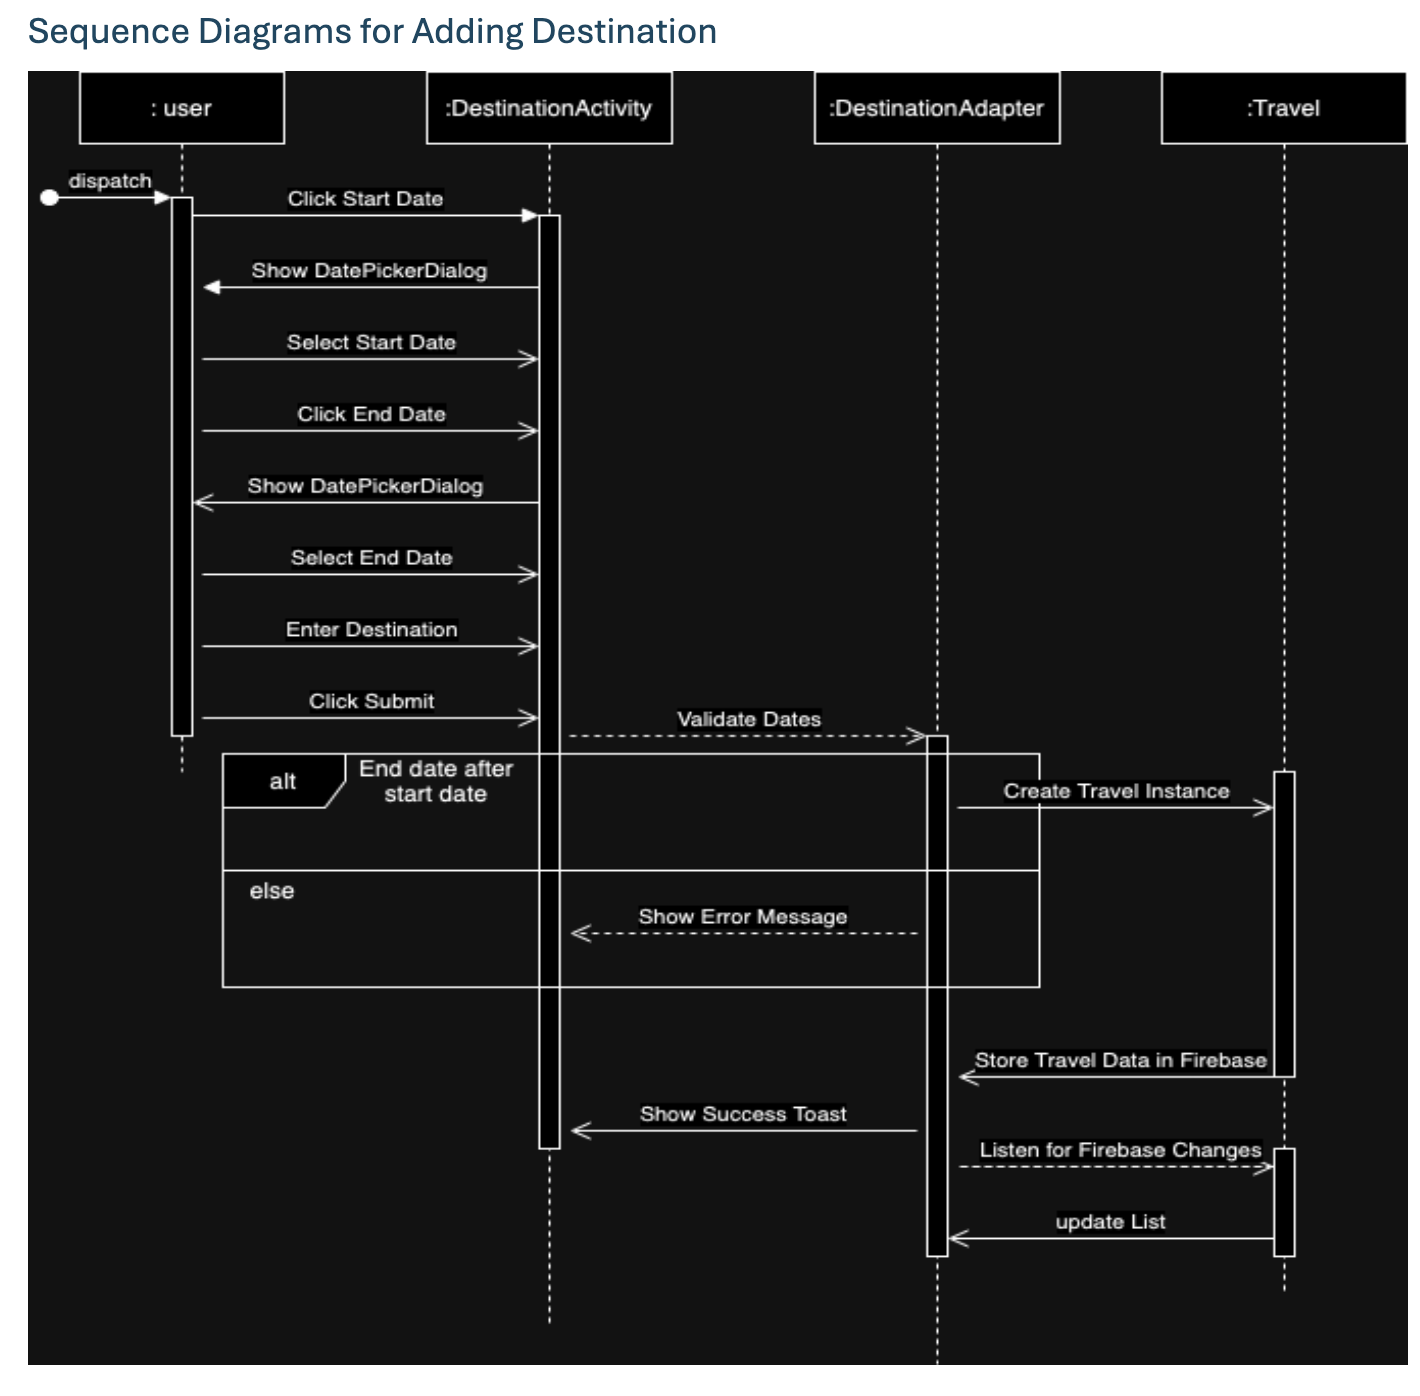 Sequence Diagrams for Adding Destination
: user
:DestinationActivity
:DestinationAdapter
:Travel
dispatch
Click Start Date
Show DatePickerDialog
Select Start Date
Click End Date
Show DatePickerDialog
Select End Date
Enter Destination
Click Submit
Validate Dates
alt
End date after
start date
Create Travel Instance
else
Show Error Message
Store Travel Data in Firebase
Show Success Toast
Listen for Firebase Changes
update List